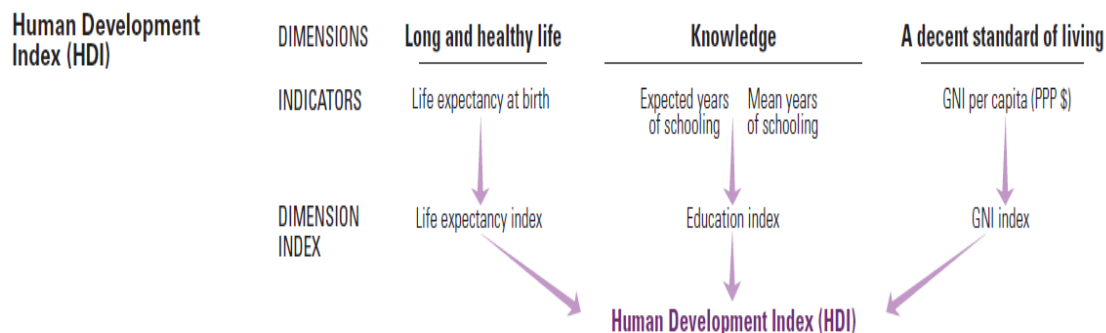 Human Development
Index (HDI)
DIMENSIONS Long and healthy life Knowledge A decent standard of living
INDICATORS Life expectancy at birth Expected years Mean years GNI per capita (PPP $)
of schooling of schooling
DIMENSION Life expectancy index Education index GNI index
INDEX
Human Development Index (HDI)